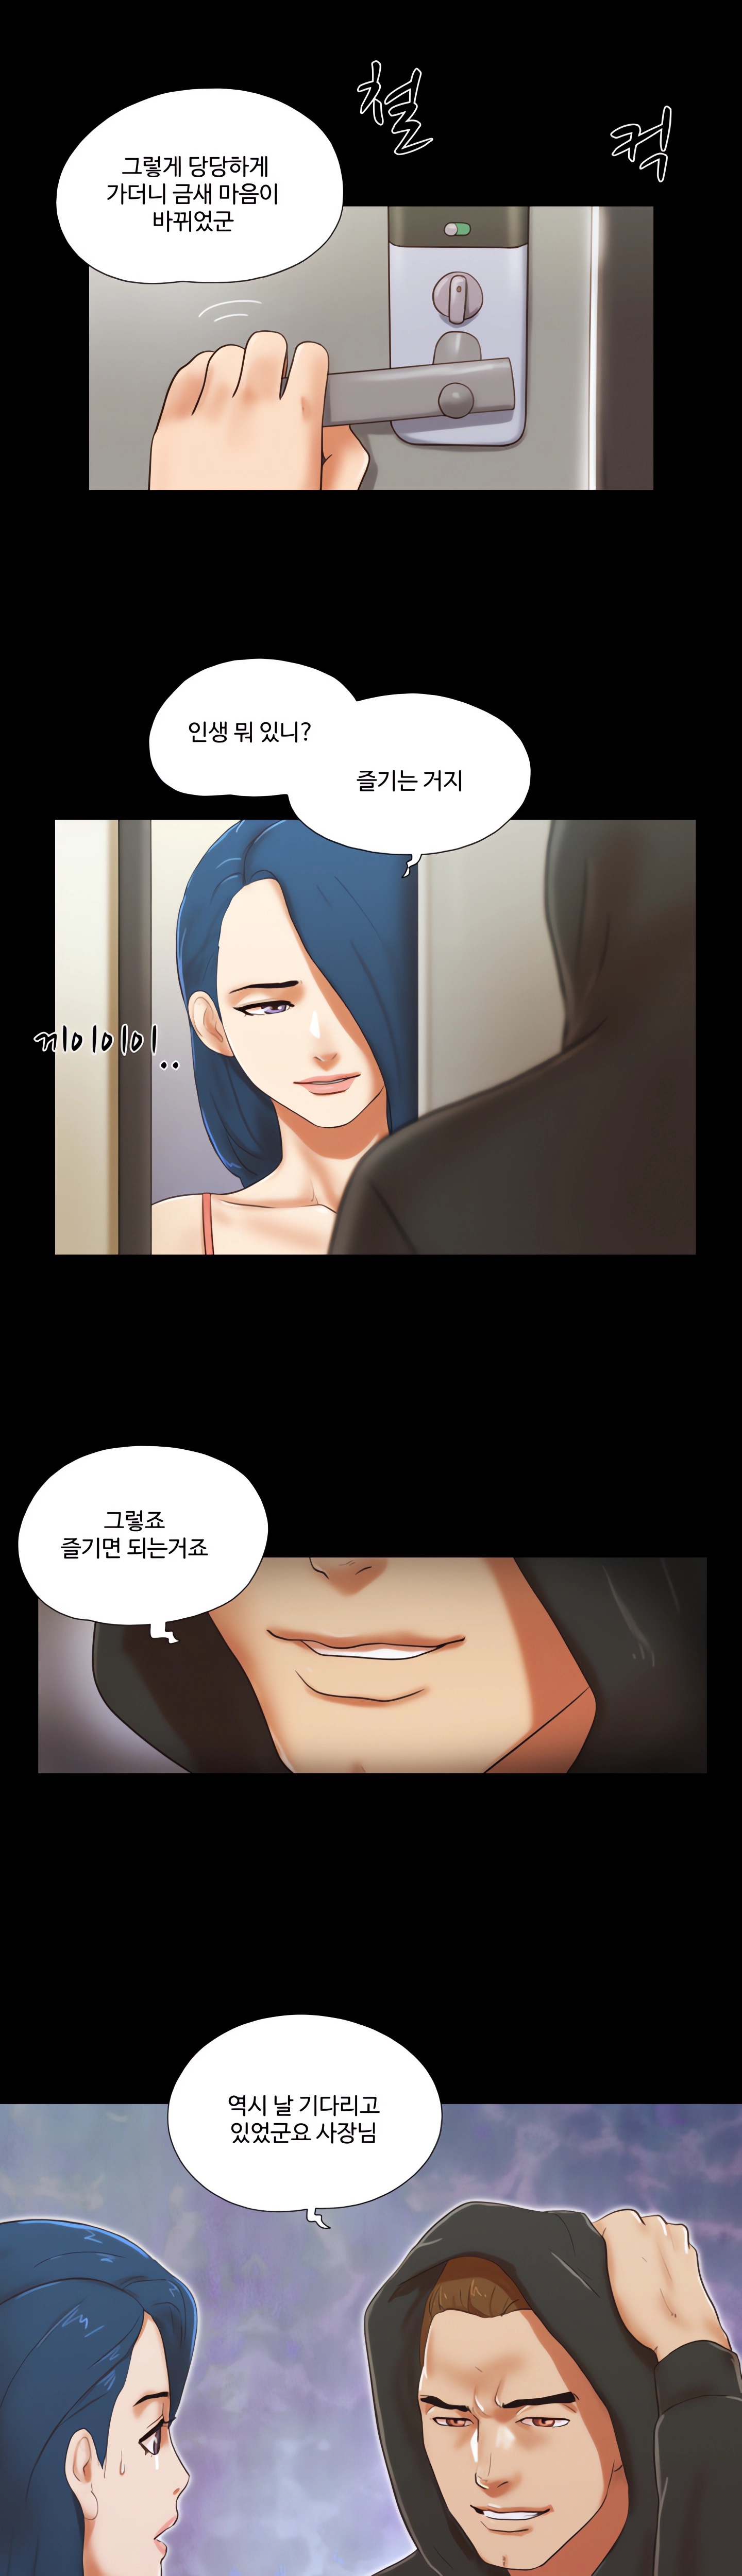 철
컥
그렇게 당당하게
가더니 금새 마음이
바뀌었군
인생 뭐 있니?
즐기는 거지
게이이이이..
그렇죠
즐기면 되는거죠
역시 날 기다리고
있었군요 사장님